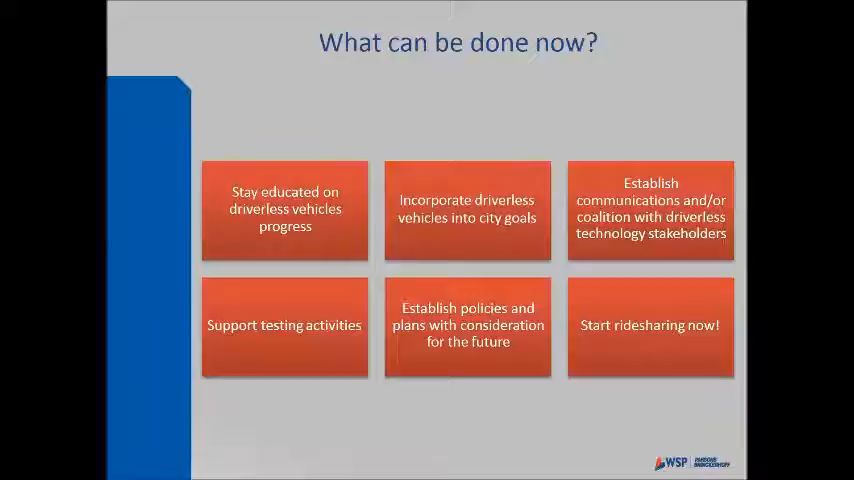 What can be done now?
Stay educated on
driverless vehicles
progress
Incorporate driverless
vehicles into city goals
Establish
communications and/or
coalition with driverless
technology stakeholders
Support testing activities
Establish policies and
plans with consideration
for the future
Start ridesharing now!
WSP
PARSONS
BRINCKERHOFF